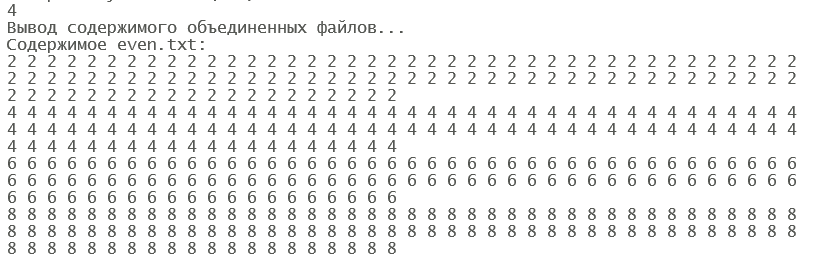 4
Вывод содержимого объединенных файлов...
Содержимое even.txt:
2 2 2 2 2 2 2 2 2 2 2 2 2 2 2 2 2 2 2 2 2 2 2 2 2 2 2 2 2 2 2 2 2 2 2 2 2 2 2 2
2 2 2 2 2 2 2 2 2 2 2 2 2 2 2 2 2 2 2 2 2 2 2 2 2 2 2 2 2 2 2 2 2 2 2 2 2 2 2 2
2 2 2 2 2 2 2 2 2 2 2 2 2 2 2 2 2 2 2 2
4 4 4 4 4 4 4 4 4 4 4 4 4 4 4 4 4 4 4 4 4 4 4 4 4 4 4 4 4 4 4 4 4 4 4 4 4 4 4 4
4 4 4 4 4 4 4 4 4 4 4 4 4 4 4 4 4 4 4 4 4 4 4 4 4 4 4 4 4 4 4 4 4 4 4 4 4 4 4 4
4 4 4 4 4 4 4 4 4 4 4 4 4 4 4 4 4 4 4 4
6 6 6 6 6 6 6 6 6 6 6 6 6 6 6 6 6 6 6 6 6 6 6 6 6 6 6 6 6 6 6 6 6 6 6 6 6 6 6 6
6 6 6 6 6 6 6 6 6 6 6 6 6 6 6 6 6 6 6 6 6 6 6 6 6 6 6 6 6 6 6 6 6 6 6 6 6 6 6 6
6 6 6 6 6 6 6 6 6 6 6 6 6 6 6 6 6 6 6 6
8 8 8 8 8 8 8 8 8 8 8 8 8 8 8 8 8 8 8 8 8 8 8 8 8 8 8 8 8 8 8 8 8 8 8 8 8 8 8 8
8 8 8 8 8 8 8 8 8 8 8 8 8 8 8 8 8 8 8 8 8 8 8 8 8 8 8 8 8 8 8 8 8 8 8 8 8 8 8 8
8 8 8 8 8 8 8 8 8 8 8 8 8 8 8 8 8 8 8 8